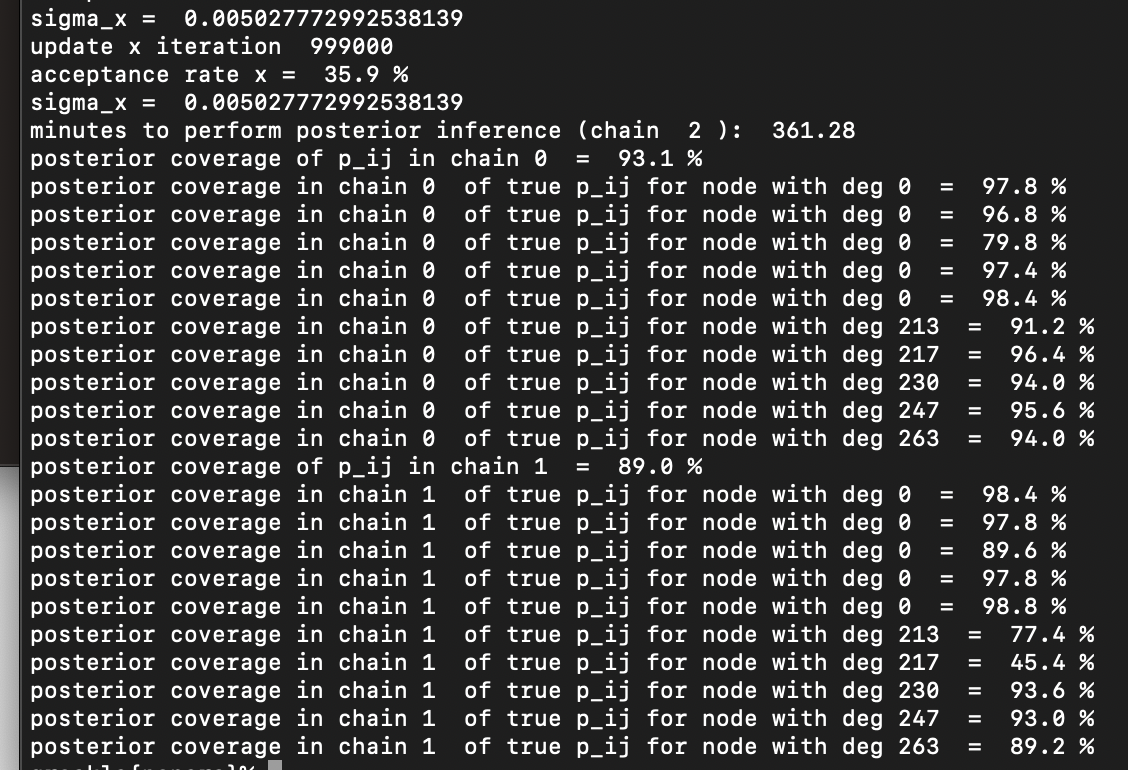 sigma_x =  0.005027772992538139
update x iteration  999000
acceptance rate x =  35.9 %
sigma_x =  0.005027772992538139
minutes to perform posterior inference (chain  2 ):  361.28
posterior coverage of p_ij in chain 0  =  93.1 %
posterior coverage in chain 0  of true p_ij for node with deg 0  =  97.8 %
posterior coverage in chain 0  of true p_ij for node with deg 0  =  96.8 %
posterior coverage in chain 0  of true p_ij for node with deg 0  =  79.8 %
posterior coverage in chain 0  of true p_ij for node with deg 0  =  97.4 %
posterior coverage in chain 0  of true p_ij for node with deg 0  =  98.4 %
posterior coverage in chain 0  of true p_ij for node with deg 213  =  91.2 %
posterior coverage in chain 0  of true p_ij for node with deg 217  =  96.4 %
posterior coverage in chain 0  of true p_ij for node with deg 230  =  94.0 %
posterior coverage in chain 0  of true p_ij for node with deg 247  =  95.6 %
posterior coverage in chain 0  of true p_ij for node with deg 263  =  94.0 %
posterior coverage of p_ij in chain 1  =  89.0 %
posterior coverage in chain 1  of true p_ij for node with deg 0  =  98.4 %
posterior coverage in chain 1  of true p_ij for node with deg 0  =  97.8 %
posterior coverage in chain 1  of true p_ij for node with deg 0  =  89.6 %
posterior coverage in chain 1  of true p_ij for node with deg 0  =  97.8 %
posterior coverage in chain 1  of true p_ij for node with deg 0  =  98.8 %
posterior coverage in chain 1  of true p_ij for node with deg 213  =  77.4 %
posterior coverage in chain 1  of true p_ij for node with deg 217  =  45.4 %
posterior coverage in chain 1  of true p_ij for node with deg 230  =  93.6 %
posterior coverage in chain 1  of true p_ij for node with deg 247  =  93.0 %
posterior coverage in chain 1  of true p_ij for node with deg 263  =  89.2 %